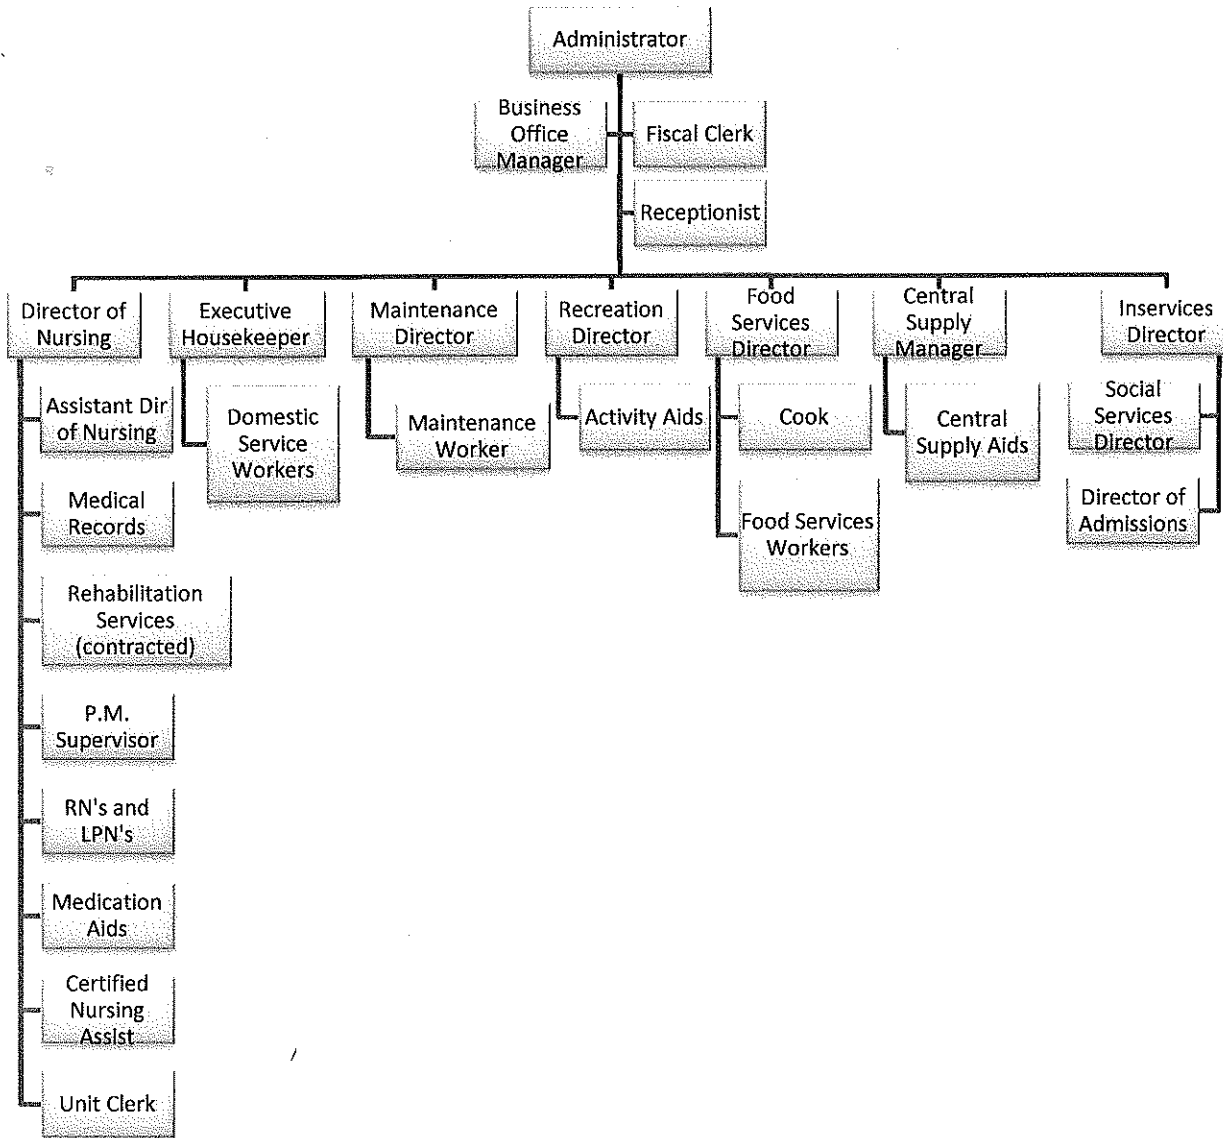 Administrator
Business
Office
Manager
Fiscal Clerk
Receptionist
Director of
Nursing
Executive
Housekeeper
Maintenance
Director
Recreation
Director
Food
Services
Director
Central
Supply
Manager
Inservices
Director
Assistant Dir
of Nursing
Medical
Records
Rehabilitation
Services
(contracted)
P.M.
Supervisor
RN's and
LPN's
Medication
Aids
Certified
Nursing
Assist
Unit Clerk
Domestic
Service
Workers
Maintenance
Worker
Activity Aids
Cook
Food Services
Workers
Central
Supply Aids
Social
Services
Director
Director of
Admissions